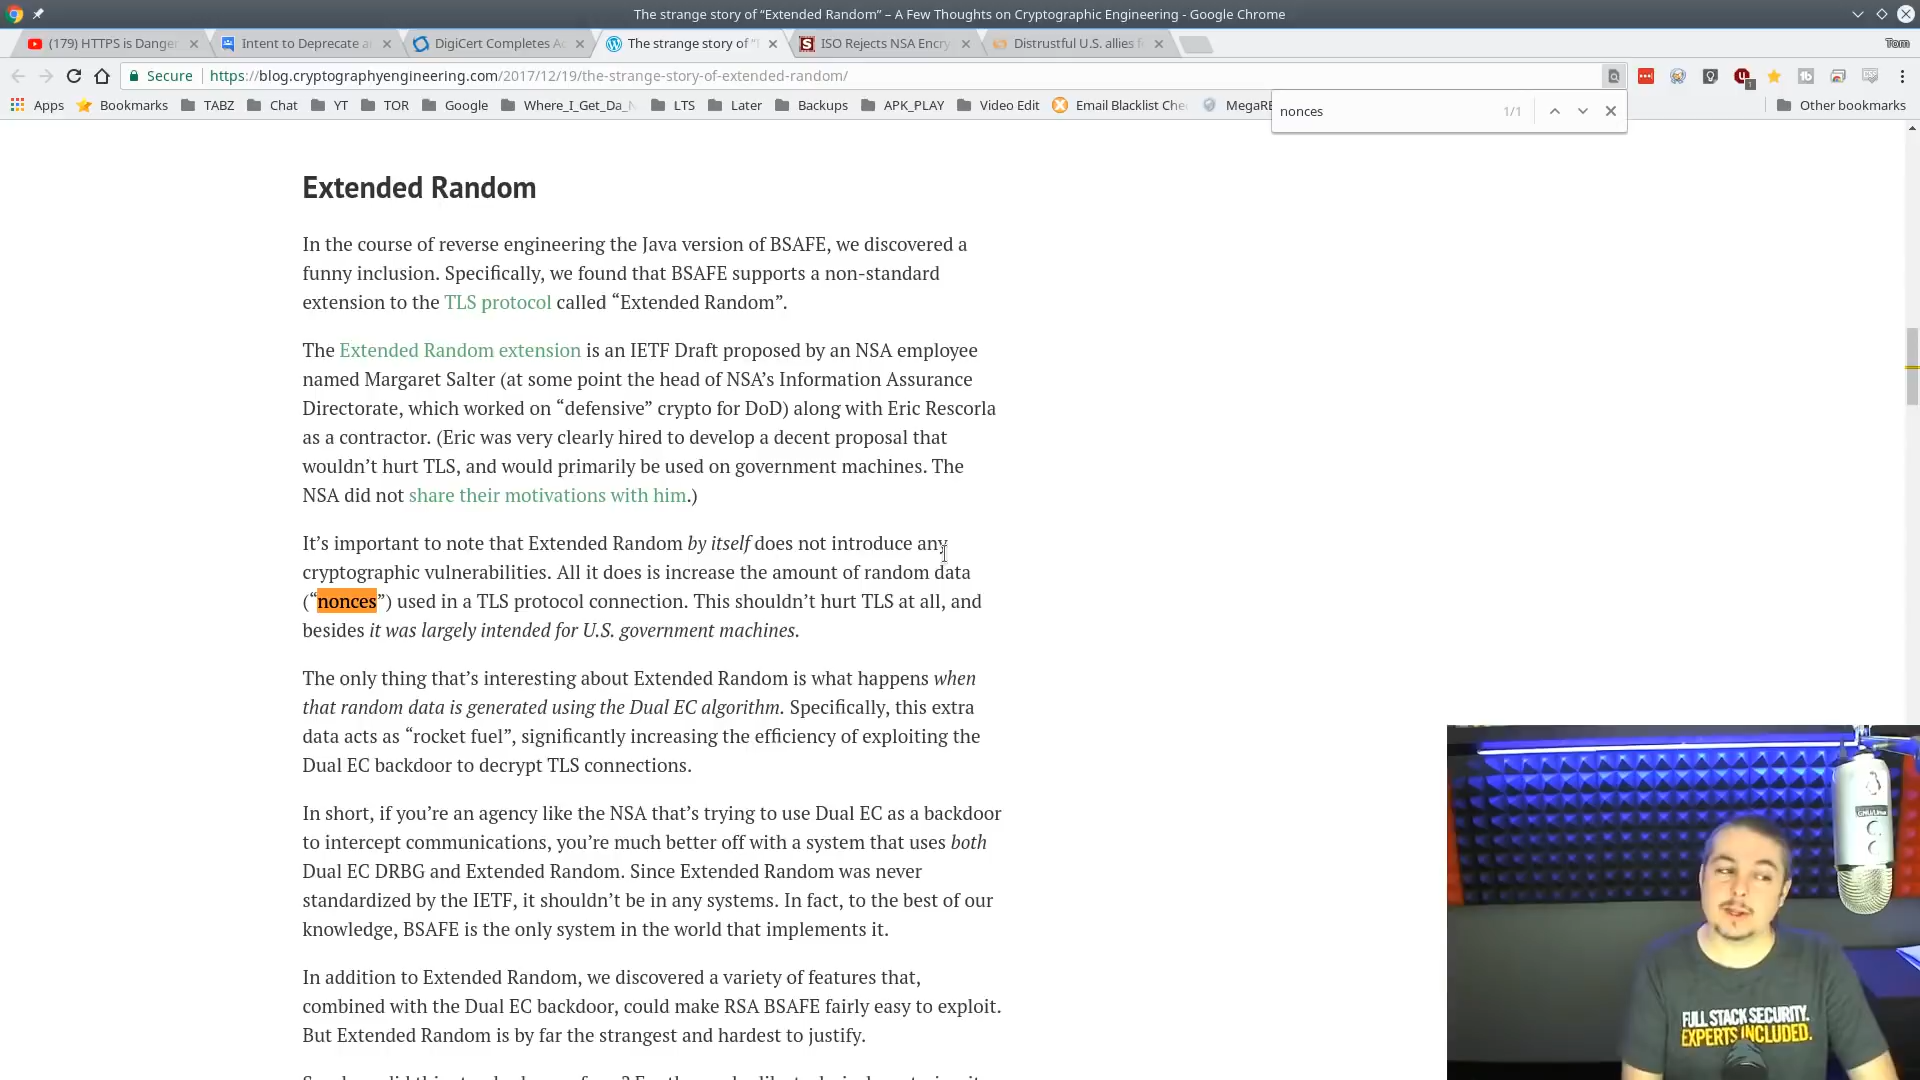 The strange story of “Extended Random” – A Few Thoughts on Cryptographic Engineering - Google Chrome
(179) HTTPS is Danger
Intent to Deprecate a
DigiCert Completes Ac
The strange story of “
ISO Rejects NSA Encry
Distrustful U.S. allies f
Tom
Secure
https://blog.cryptographyengineering.com/2017/12/19/the-strange-story-of-extended-random/
Apps
Bookmarks
TABZ
Chat
YT
TOR
Google
Where_I_Get_Da_N
LTS
Later
Backups
APK_PLAY
Video Edit
Email Blacklist Che
MegaRE
Other bookmarks
nonces
1/1
Extended Random
In the course of reverse engineering the Java version of BSAFE, we discovered a
funny inclusion. Specifically, we found that BSAFE supports a non-standard
extension to the TLS protocol called “Extended Random”.
The Extended Random extension is an IETF Draft proposed by an NSA employee
named Margaret Salter (at some point the head of NSA’s Information Assurance
Directorate, which worked on “defensive” crypto for DoD) along with Eric Rescorla
as a contractor. (Eric was very clearly hired to develop a decent proposal that
wouldn’t hurt TLS, and would primarily be used on government machines. The
NSA did not share their motivations with him.)
It’s important to note that Extended Random by itself does not introduce any
cryptographic vulnerabilities. All it does is increase the amount of random data
(“nonces”) used in a TLS protocol connection. This shouldn’t hurt TLS at all, and
besides it was largely intended for U.S. government machines.
The only thing that’s interesting about Extended Random is what happens when
that random data is generated using the Dual EC algorithm. Specifically, this extra
data acts as “rocket fuel”, significantly increasing the efficiency of exploiting the
Dual EC backdoor to decrypt TLS connections.
In short, if you’re an agency like the NSA that’s trying to use Dual EC as a backdoor
to intercept communications, you’re much better off with a system that uses both
Dual EC DRBG and Extended Random. Since Extended Random was never
standardized by the IETF, it shouldn’t be in any systems. In fact, to the best of our
knowledge, BSAFE is the only system in the world that implements it.
In addition to Extended Random, we discovered a variety of features that,
combined with the Dual EC backdoor, could make RSA BSAFE fairly easy to exploit.
But Extended Random is by far the strangest and hardest to justify.
FULL STACK SECURITY.
EXPERTS INCLUDED.